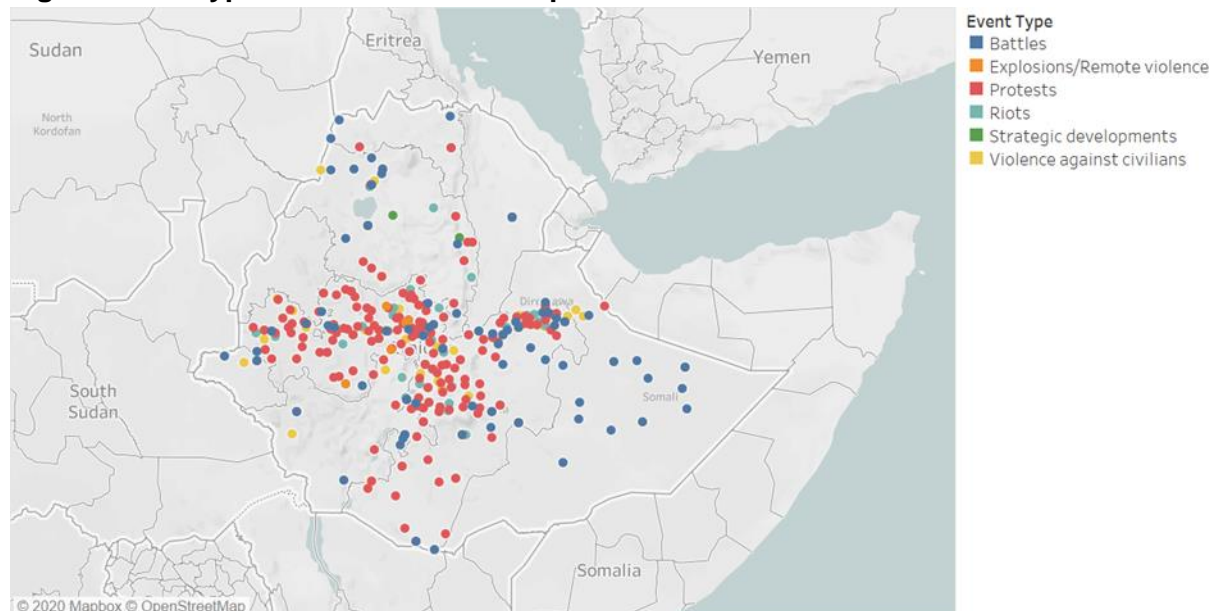 Event Type
Battles
Explosions/Remote violence
Protests
Riots
Strategic developments
Violence against civilians
Sudan
Eritrea
Yemen
North
Kordofan
South
Sudan
Somali
Somalia
© 2020 Mapbox © OpenStreetMap